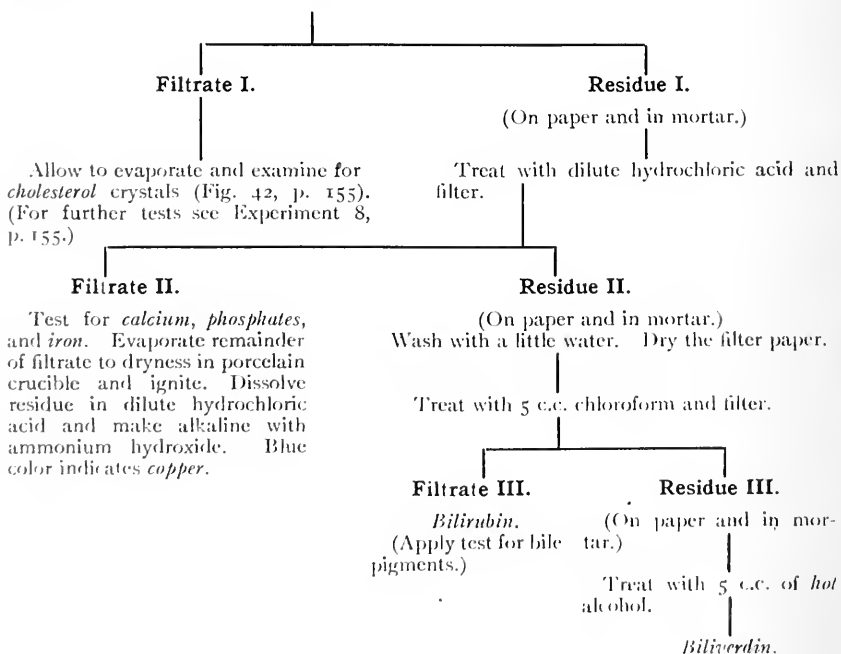 Filtrate I.
Allow to evaporate and examine for
cholesterol crystals (Fig. 42, p. 155).
(For further tests see Experiment 8,
p. 155.)
Residue I.
(On paper and in mortar.)
Treat with dilute hydrochloric acid and
filter.
Filtrate II.
Test for calcium, phosphates,
and iron. Evaporate remainder
of filtrate to dryness in porcelain
crucible and ignite. Dissolve
residue in dilute hydrochloric
acid and make alkaline with
ammonium hydroxide. Blue
color indicates copper.
Residue II.
(On paper and in mortar.)
Wash with a little water. Dry the filter paper.
Treat with 5 c.c. chloroform and filter.
Filtrate III.
Bilirubin.
(Apply test for bile
pigments.)
Residue III.
(On paper and in mor-
tar.)
Treat with 5 c.c. of hot
alcohol.
Biliverdin.